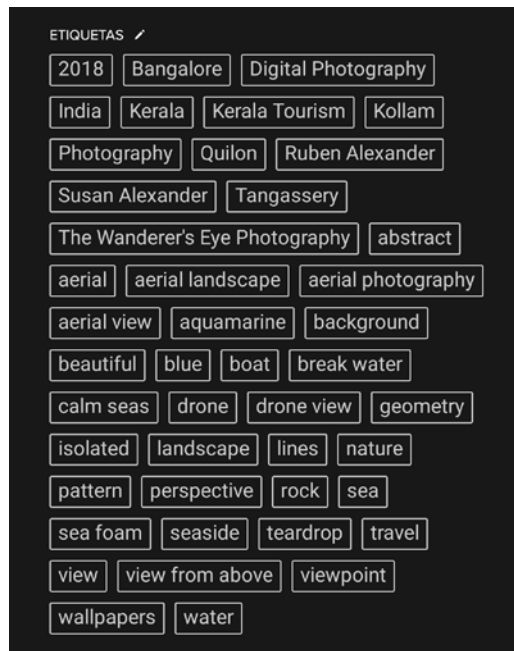 ETIQUETAS
2018 Bangalore Digital Photography
India Kerala Kerala Tourism Kollam
Photography Quilon Ruben Alexander
Susan Alexander Tangassery
The Wanderer's Eye Photography abstract
aerial aerial landscape aerial photography
aerial view aquamarine background
beautiful blue boat break water
calm seas drone drone view geometry
isolated landscape lines nature
pattern perspective rock sea
sea foam seaside teardrop travel
view view from above viewpoint
wallpapers water